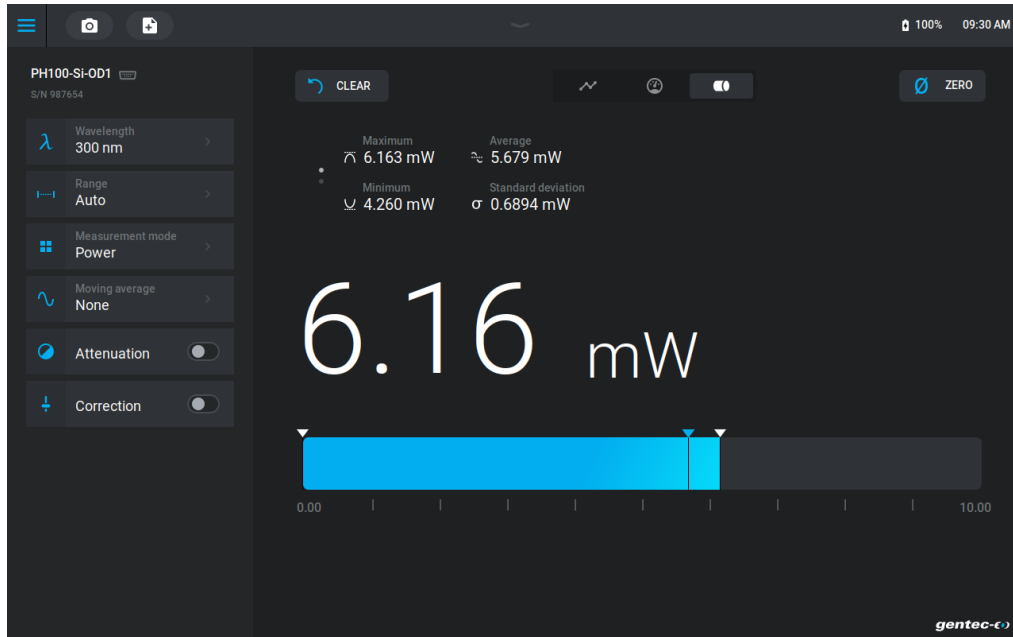 100% 09:30 AM
PH100-Si-OD1
S/N 987654
CLEAR
ZERO
λ
Wavelength
300 nm
Range
Auto
Measurement mode
Power
Moving average
None
Attenuation
Correction
Maximum
6.163 mW
Average
5.679 mW
Minimum
4.260 mW
Standard deviation
σ 0.6894 mW
6.16 mW
0.00 10.00
gentec-eo